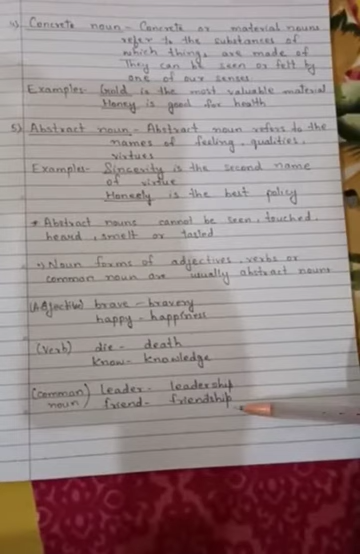 4) Concrete noun - Concrete or material nouns
refer to the substances of
which things are made of
They can be seen or felt by
one of our senses
Examples- Gold is the most valuable material
Honey is good for health
5) Abstract noun - Abstract noun refers to the
names of feeling, qualities,
virtues
Examples- Sincerity is the second name
of virtue
Honesty is the best policy
* Abstract nouns cannot be seen, touched,
heard, smelt or tasted
*) Noun forms of adjectives, verbs or
common noun are usually abstract nouns
(Adjective) brave - bravery
happy - happiness
(verb) die - death
know - knowledge
(common noun) leader - leadership
friend - friendship